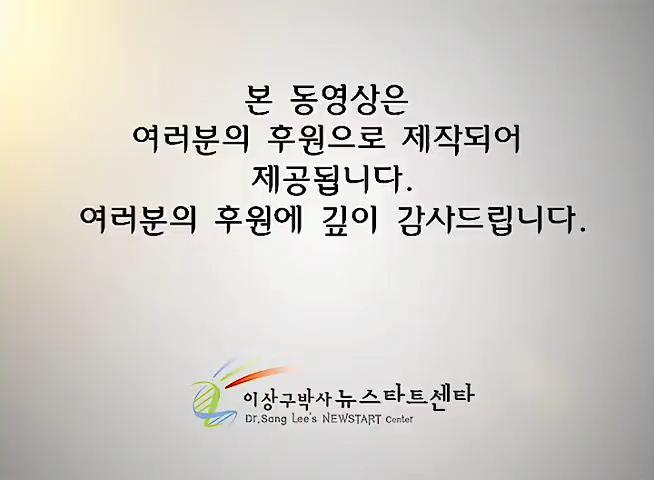 본 동영상은
여러분의 후원으로 제작되어
제공됩니다.
여러분의 후원에 깊이 감사드립니다.
이상구박사 뉴스타트센타
Dr.Sang Lee's NEWSTART Center